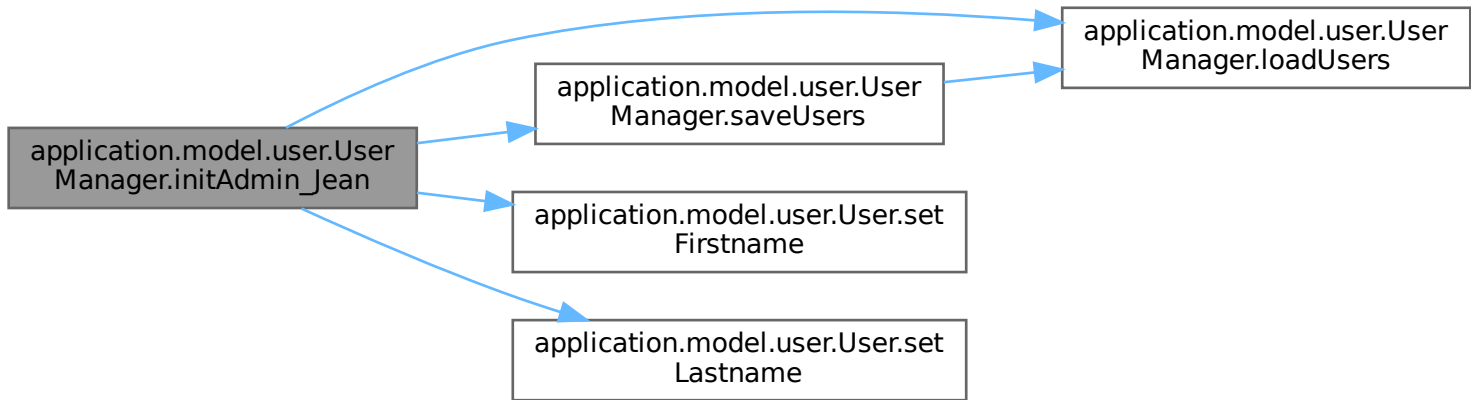 application.model.user.User
Manager.initAdmin_Jean
application.model.user.User
Manager.saveUsers
application.model.user.User
Manager.loadUsers
application.model.user.User.set
Firstname
application.model.user.User.set
Lastname